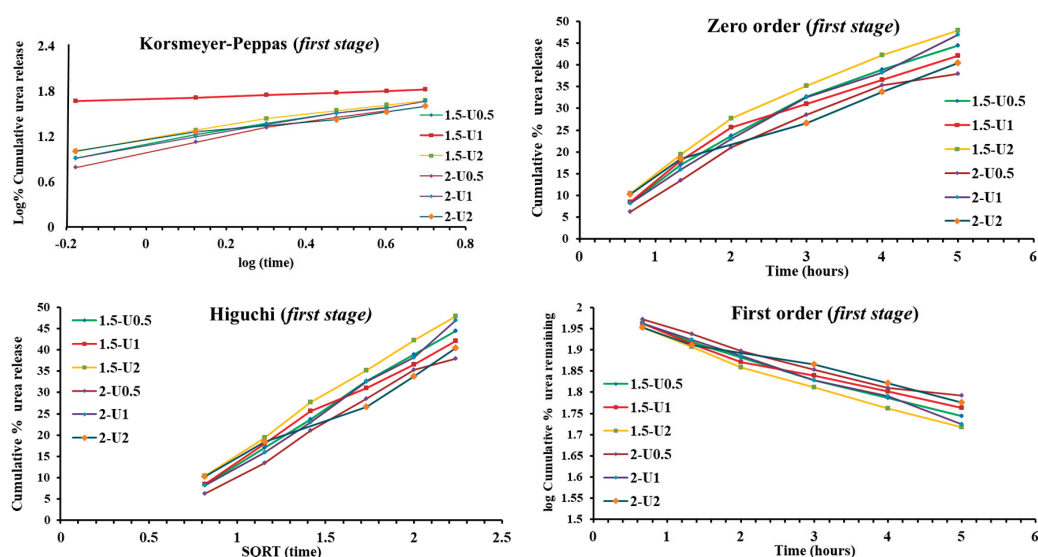 Korsmeyer-Peppas (first stage)
Log% Cumulative urea release
2.4
1.8
1.2
0.6
0
-0.2
0
0.2
0.4
0.6
0.8
log (time)
1.5-U0.5
1.5-U1
1.5-U2
2-U0.5
2-U1
2-U2
Zero order (first stage)
Cumulative % urea release
50
45
40
35
30
25
20
15
10
5
0
0
1
2
3
4
5
6
Time (hours)
1.5-U0.5
1.5-U1
1.5-U2
2-U0.5
2-U1
2-U2
Higuchi (first stage)
Cumulative % urea release
50
45
40
35
30
25
20
15
10
5
0
0
0.5
1
1.5
2
2.5
SQRT (time)
1.5-U0.5
1.5-U1
1.5-U2
2-U0.5
2-U1
2-U2
First order (first stage)
log Cumulative % urea remaining
2
1.95
1.9
1.85
1.8
1.75
1.7
1.65
1.6
1.55
1.5
0
1
2
3
4
5
6
Time (hours)
1.5-U0.5
1.5-U1
1.5-U2
2-U0.5
2-U1
2-U2